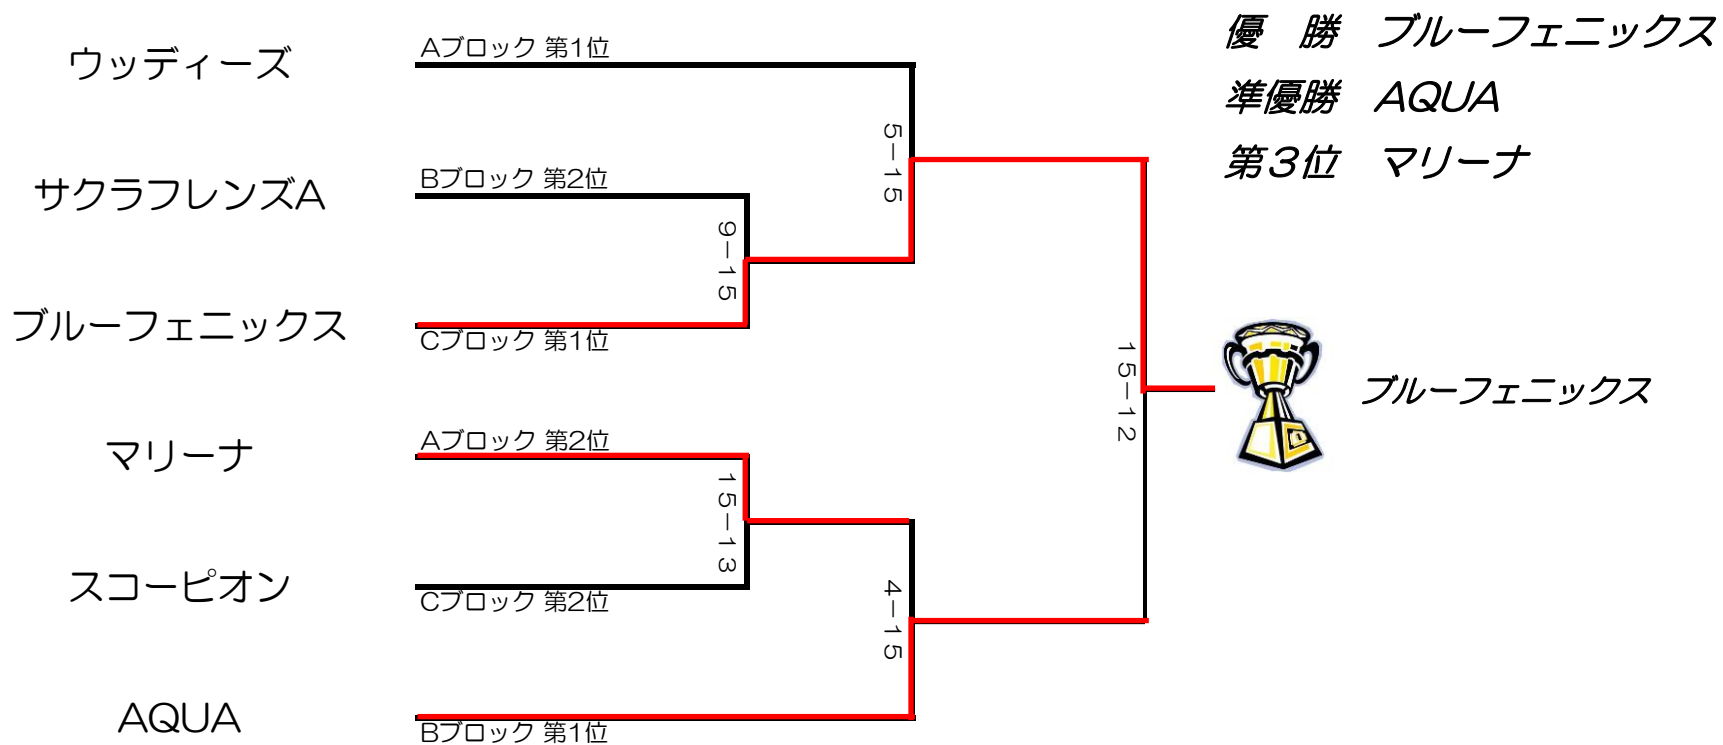 優　勝　ブルーフェニックス
準優勝　AQUA
第3位　マリーナ
ウッディーズ
Aブロック 第1位
5－15
サクラフレンズA
Bブロック 第2位
9－15
ブルーフェニックス
Cブロック 第1位
15－12
ブルーフェニックス
マリーナ
Aブロック 第2位
15－13
スコーピオン
Cブロック 第2位
4－15
AQUA
Bブロック 第1位